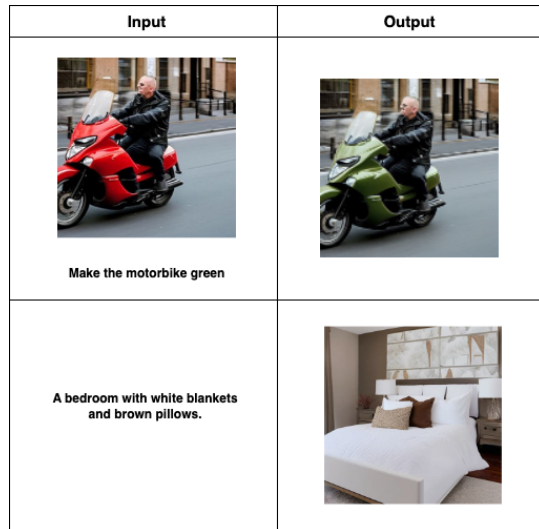 Input
Output
Make the motorbike green
A bedroom with white blankets
and brown pillows.